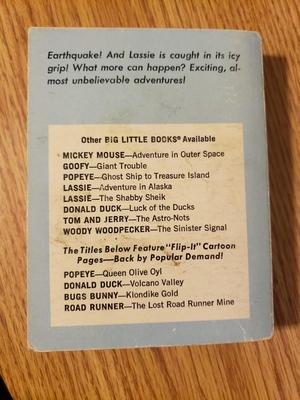 Earthquake! And Lassie is caught in its icy
grip! What more can happen? Exciting, al-
most unbelievable adventures!
Other BIG LITTLE BOOKS® Available
MICKEY MOUSE—Adventure in Outer Space
GOOFY—Giant Trouble
POPEYE—Ghost Ship to Treasure Island
LASSIE—Adventure in Alaska
LASSIE—The Shabby Sheik
DONALD DUCK—Luck of the Ducks
TOM AND JERRY—The Astro-Nots
WOODY WOODPECKER—The Sinister Signal
The Titles Below Feature "Flip-It" Cartoon
Pages—Back by Popular Demand!
POPEYE—Queen Olive Oyl
DONALD DUCK—Volcano Valley
BUGS BUNNY—Klondike Gold
ROAD RUNNER—The Lost Road Runner Mine